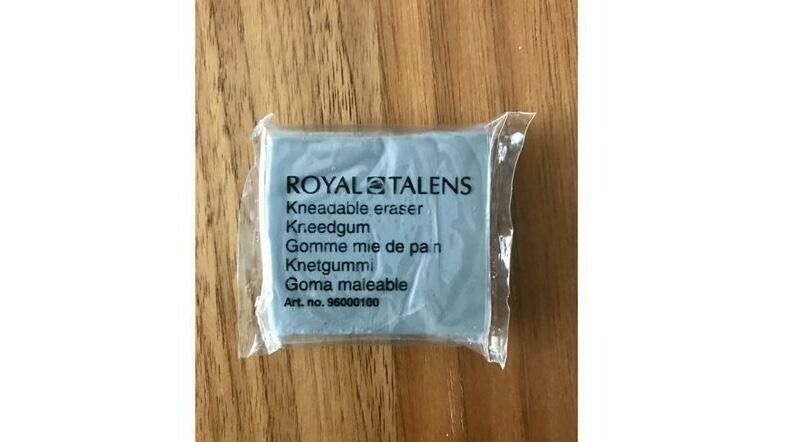 ROYAL TALENS
Kneadable eraser
Kneedgum
Gomme mie de pain
Knetgummi
Goma maleable
Art. no. 96000100